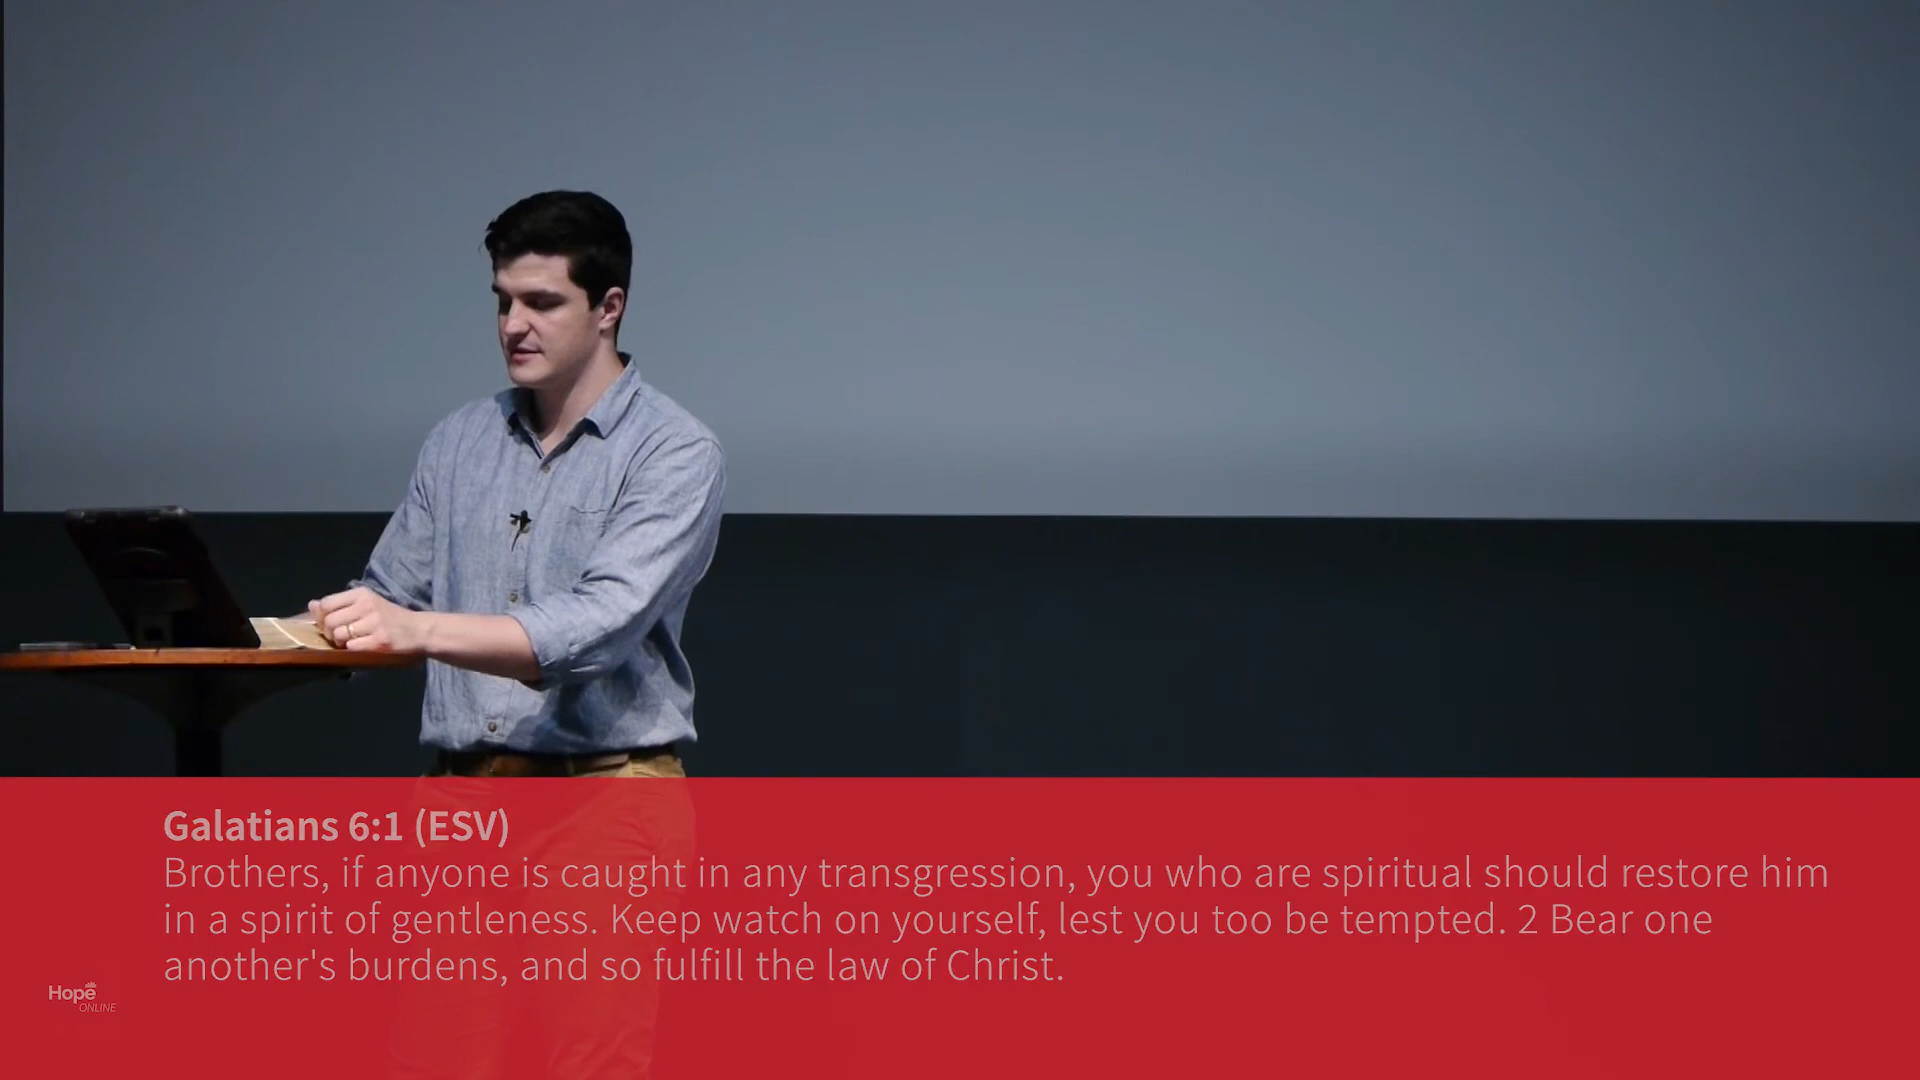 Galatians 6:1 (ESV)
Brothers, if anyone is caught in any transgression, you who are spiritual should restore him
in a spirit of gentleness. Keep watch on yourself, lest you too be tempted. 2 Bear one
another's burdens, and so fulfill the law of Christ.
Hope
ONLINE